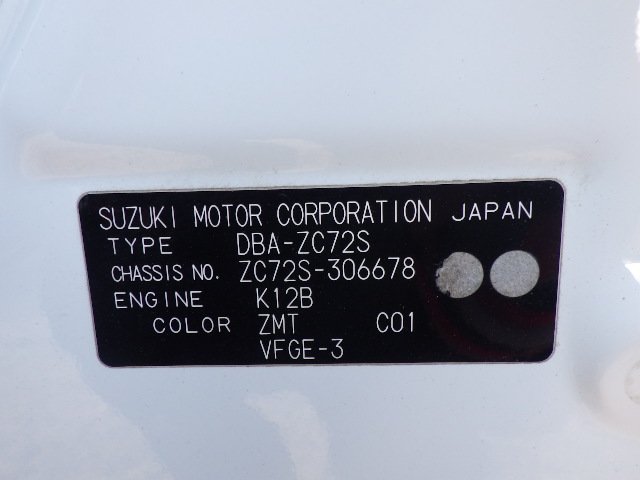 SUZUKI MOTOR CORPORATION JAPAN
TYPE DBA-ZC72S
CHASSIS NO. ZC72S-306678
ENGINE K12B
COLOR ZMT C01
VFGE-3